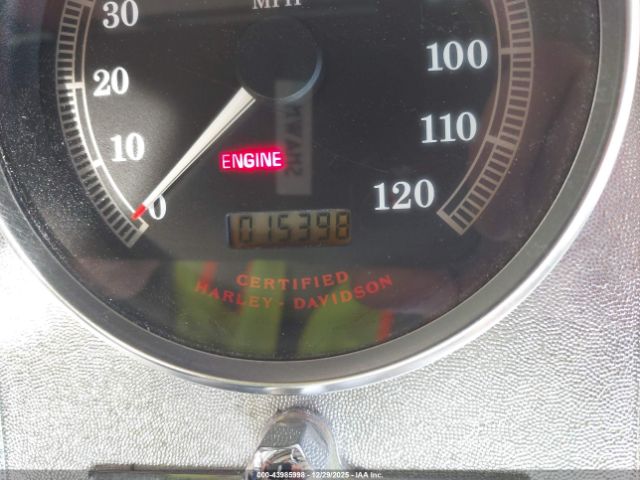 MPH
30
100
20
110
10
ENGINE
120
0
015398
CERTIFIED
HARLEY-DAVIDSON
000-43985998 - 12/29/2025 - IAAI, Inc.